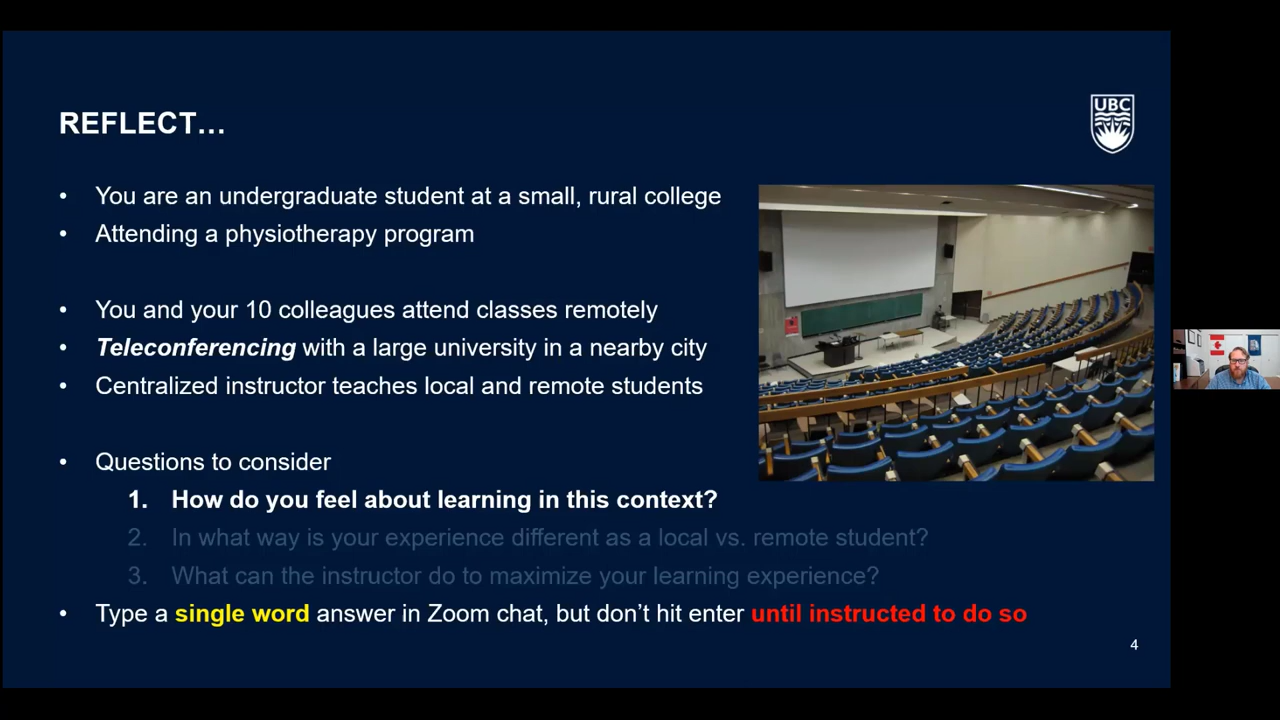 REFLECT…
UBC
• You are an undergraduate student at a small, rural college
• Attending a physiotherapy program
• You and your 10 colleagues attend classes remotely
• Teleconferencing with a large university in a nearby city
• Centralized instructor teaches local and remote students
• Questions to consider
1. How do you feel about learning in this context?
2. In what way is your experience different as a local vs. remote student?
3. What can the instructor do to maximize your learning experience?
• Type a single word answer in Zoom chat, but don’t hit enter until instructed to do so
4